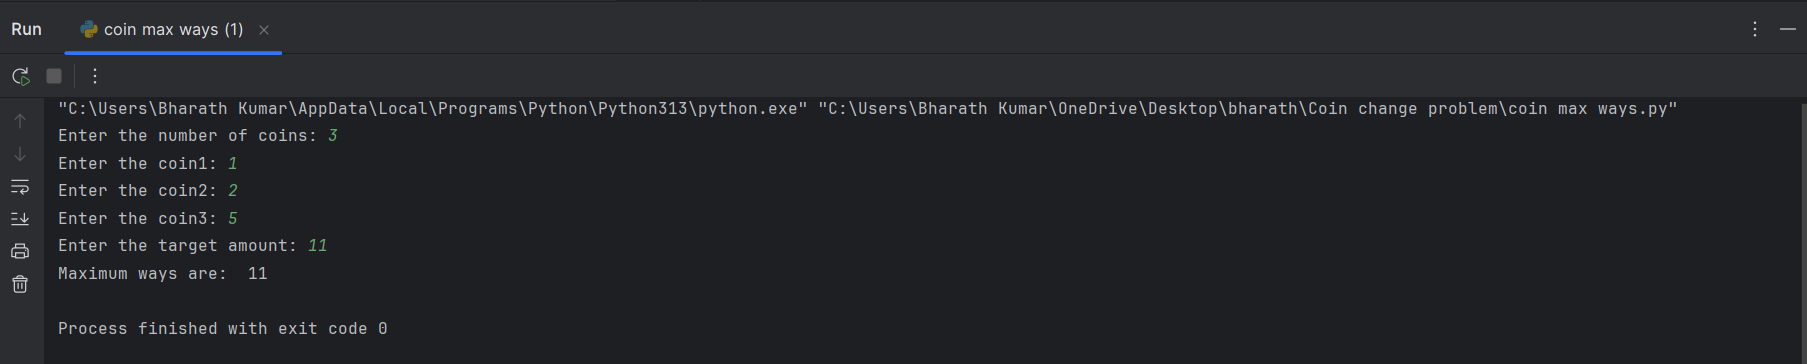 Run coin max ways (1)
"C:\Users\Bharath Kumar\AppData\Local\Programs\Python\Python313\python.exe" "C:\Users\Bharath Kumar\OneDrive\Desktop\bharath\Coin change problem\coin max ways.py"
Enter the number of coins: 3
Enter the coin1: 1
Enter the coin2: 2
Enter the coin3: 5
Enter the target amount: 11
Maximum ways are:  11
Process finished with exit code 0